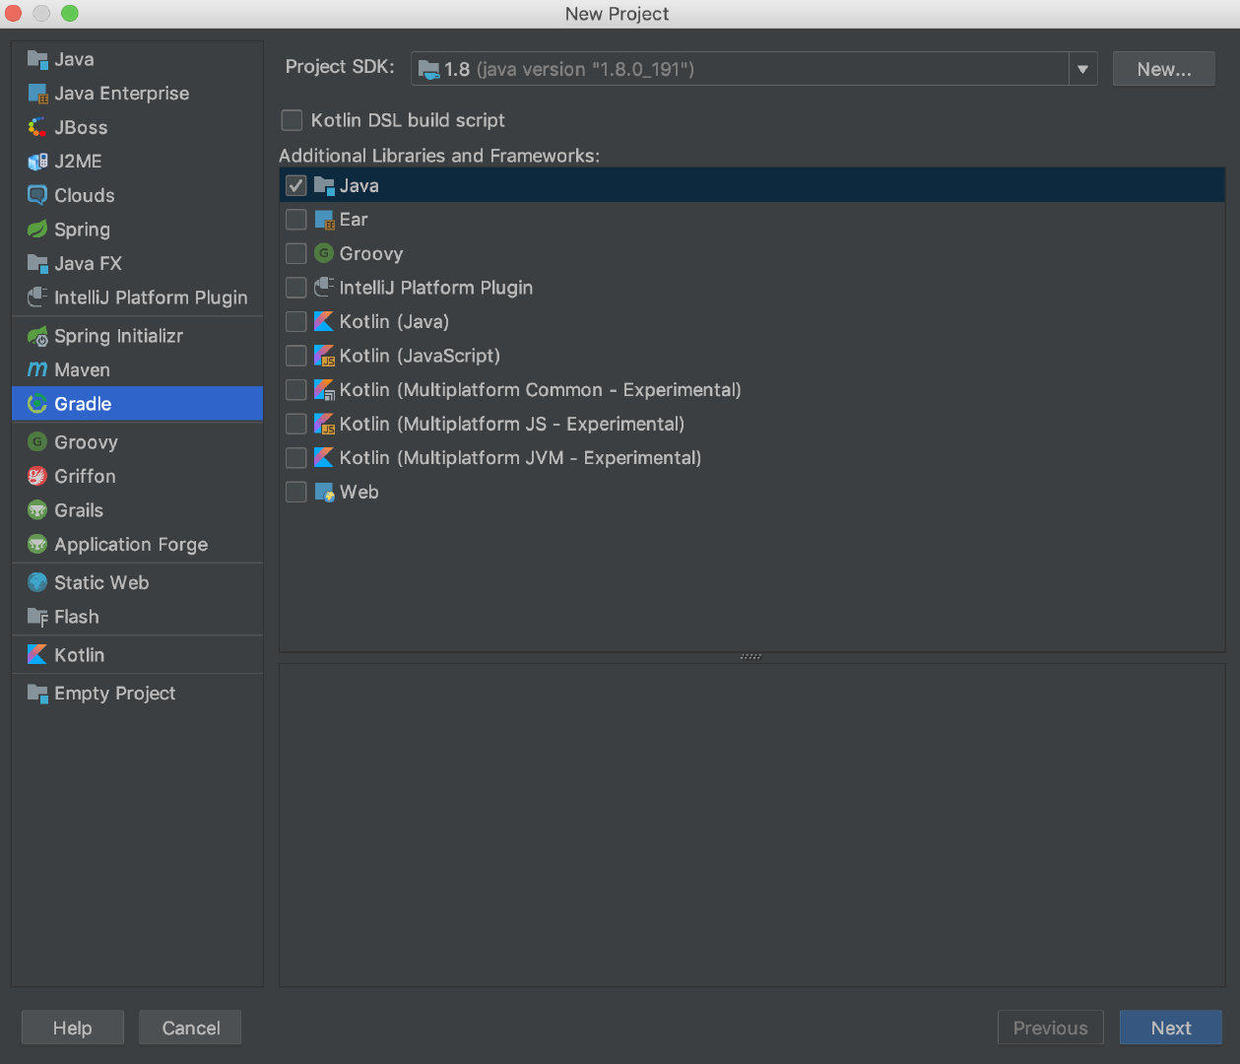 New Project
Java
Java Enterprise
JBoss
J2ME
Clouds
Spring
Java FX
IntelliJ Platform Plugin
Spring Initializr
Maven
Gradle
Groovy
Griffon
Grails
Application Forge
Static Web
Flash
Kotlin
Empty Project
Project SDK: 1.8 (java version "1.8.0_191") New...
Kotlin DSL build script
Additional Libraries and Frameworks:
Java
Ear
Groovy
IntelliJ Platform Plugin
Kotlin (Java)
Kotlin (JavaScript)
Kotlin (Multiplatform Common - Experimental)
Kotlin (Multiplatform JS - Experimental)
Kotlin (Multiplatform JVM - Experimental)
Web
Help Cancel Previous Next